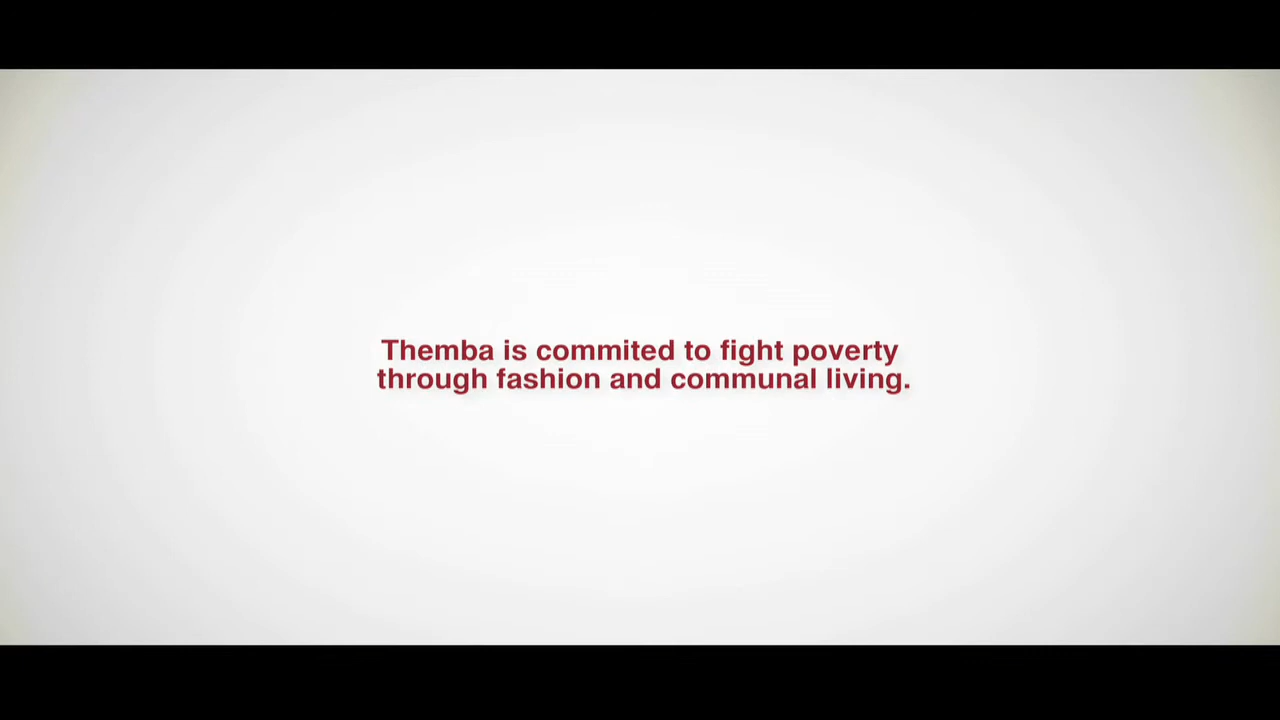 Themba is commited to fight poverty
through fashion and communal living.